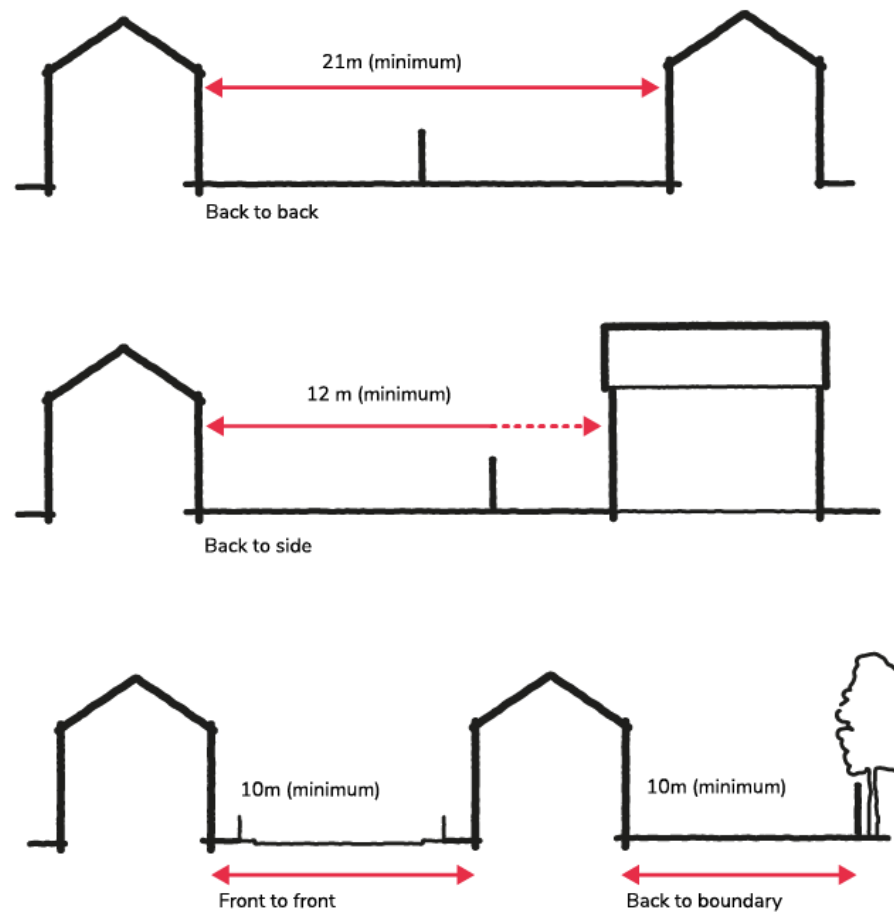 21m (minimum)
Back to back
12 m (minimum)
Back to side
10m (minimum)
10m (minimum)
Front to front
Back to boundary